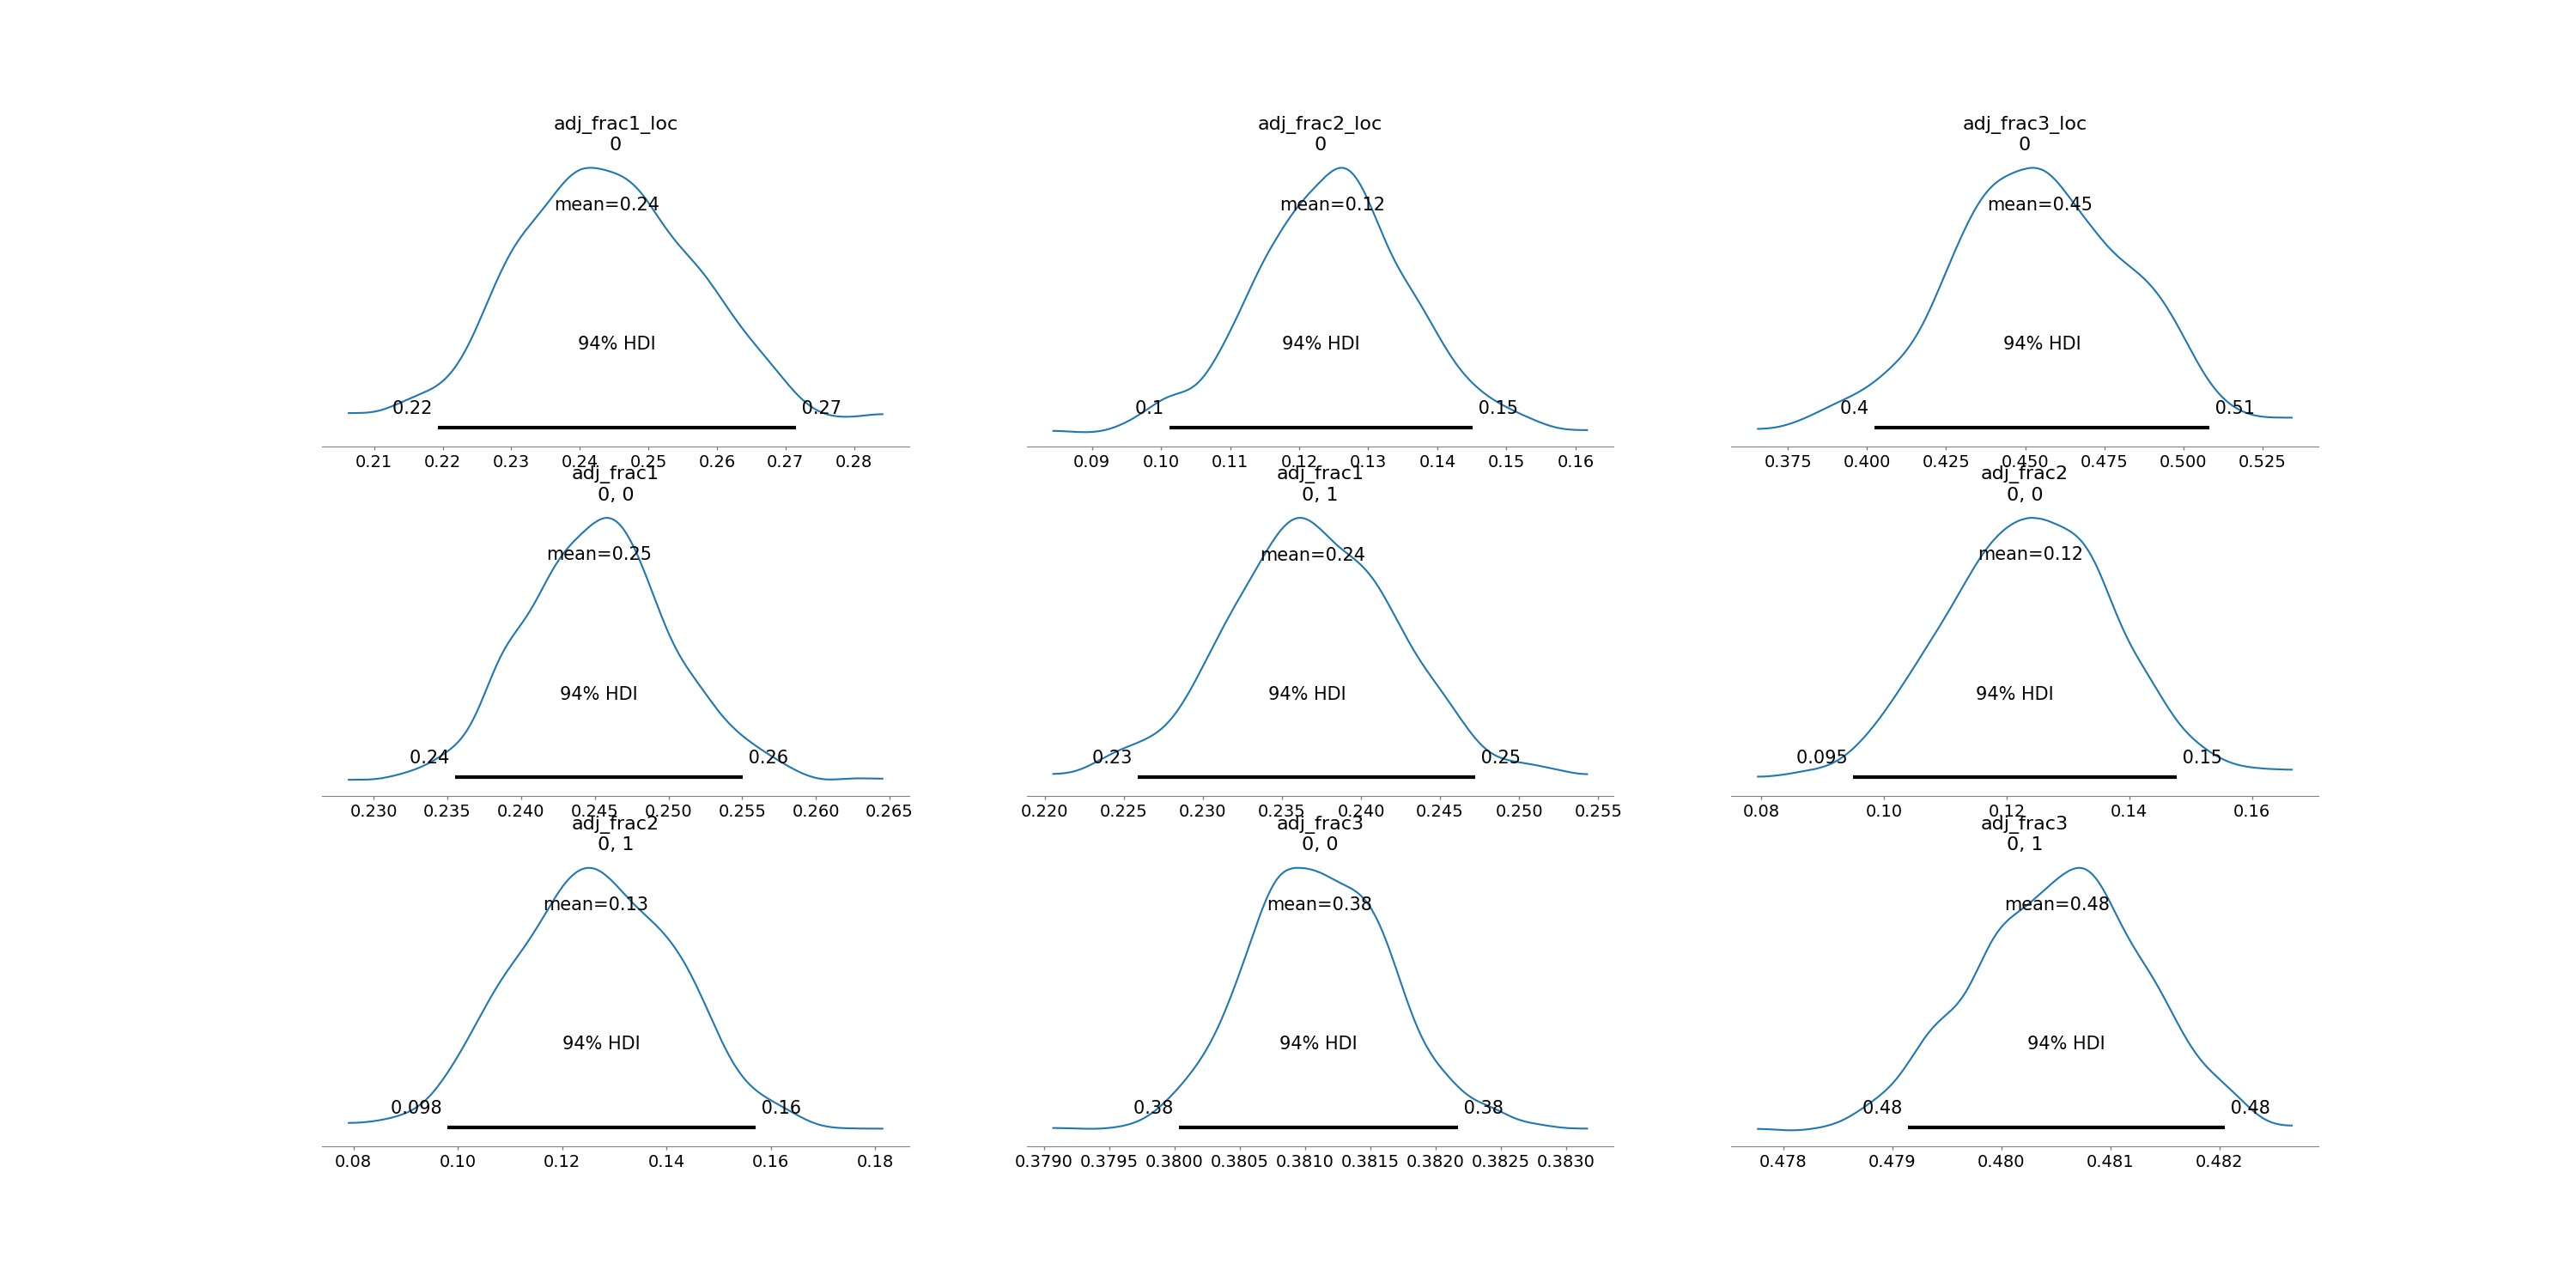 adj_frac1_loc
0
mean=0.24
94% HDI
0.22
0.27
0.21 0.22 0.23 0.24 0.25 0.26 0.27 0.28
adj_frac2_loc
0
mean=0.12
94% HDI
0.1
0.15
0.09 0.10 0.11 0.12 0.13 0.14 0.15 0.16
adj_frac3_loc
0
mean=0.45
94% HDI
0.4
0.51
0.375 0.400 0.425 0.450 0.475 0.500 0.525
adj_frac1
0, 0
mean=0.25
94% HDI
0.24
0.26
0.230 0.235 0.240 0.245 0.250 0.255 0.260 0.265
adj_frac1
0, 1
mean=0.24
94% HDI
0.23
0.25
0.220 0.225 0.230 0.235 0.240 0.245 0.250 0.255
adj_frac2
0, 0
mean=0.12
94% HDI
0.095
0.15
0.08 0.10 0.12 0.14 0.16
adj_frac2
0, 1
mean=0.13
94% HDI
0.098
0.16
0.08 0.10 0.12 0.14 0.16 0.18
adj_frac3
0, 0
mean=0.38
94% HDI
0.38
0.38
0.3790 0.3795 0.3800 0.3805 0.3810 0.3815 0.3820 0.3825 0.3830
adj_frac3
0, 1
mean=0.48
94% HDI
0.48
0.48
0.478 0.479 0.480 0.481 0.482